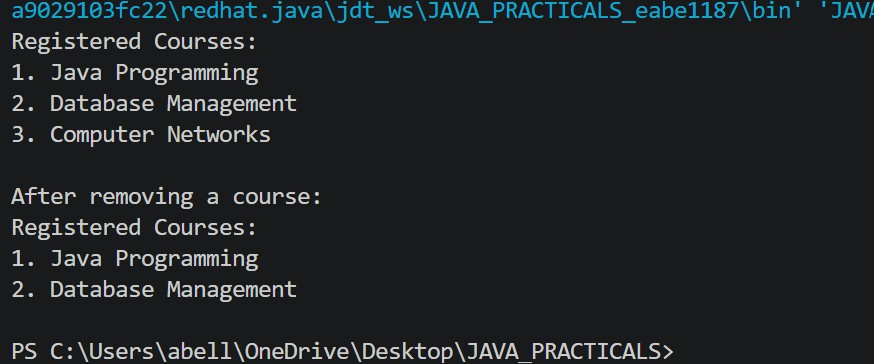 a9029103fc22\redhat.java\jdt_ws\JAVA_PRACTICALS_eabe1187\bin' 'JAVA
Registered Courses:
1. Java Programming
2. Database Management
3. Computer Networks
After removing a course:
Registered Courses:
1. Java Programming
2. Database Management
PS C:\Users\abell\OneDrive\Desktop\JAVA_PRACTICALS>